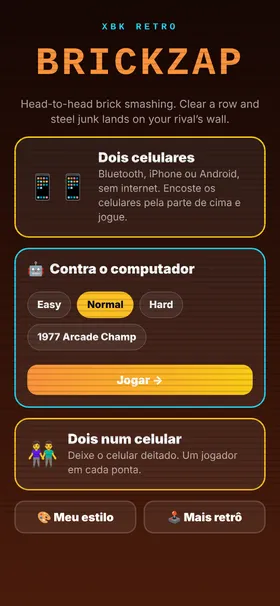 XBK RETRO
BRICKZAP
Head-to-head brick smashing. Clear a row and
steel junk lands on your rival's wall.
Dois celulares
Bluetooth, iPhone ou Android,
sem internet. Encoste os
celulares pela parte de cima e
jogue.
Contra o computador
Easy Normal Hard
1977 Arcade Champ
Jogar →
Dois num celular
Deixe o celular deitado. Um jogador
em cada ponta.
Meu estilo Mais retrô